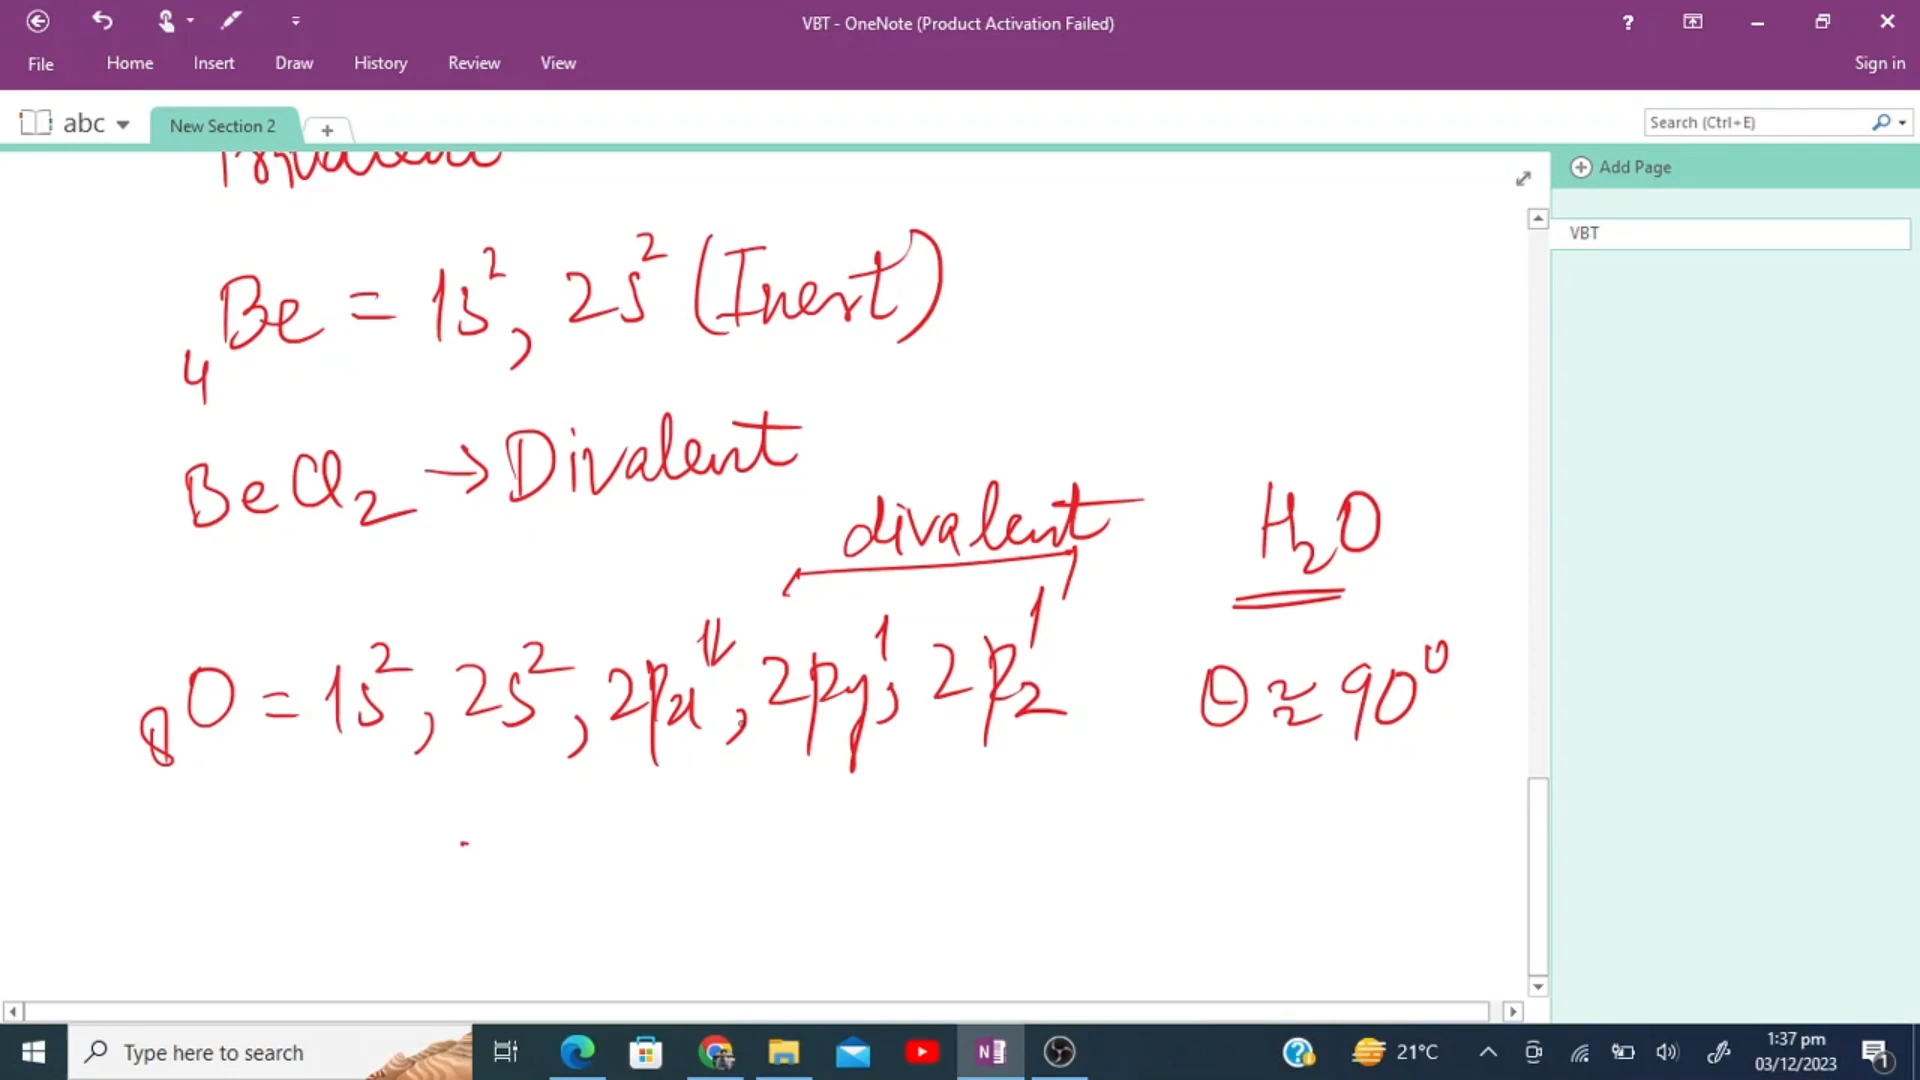 VBT - OneNote (Product Activation Failed)
?
File Home Insert Draw History Review View
Sign in
abc
New Section 2
+
Search (Ctrl+E)
Add Page
VBT
₄Be = 1s², 2s² (Inert)
BeCl₂ → Divalent
divalent
H₂O
₈O = 1s², 2s², 2px⥮, 2py¹, 2pz¹
θ ≈ 90⁰
Type here to search
21°C
1:37 pm
03/12/2023
1